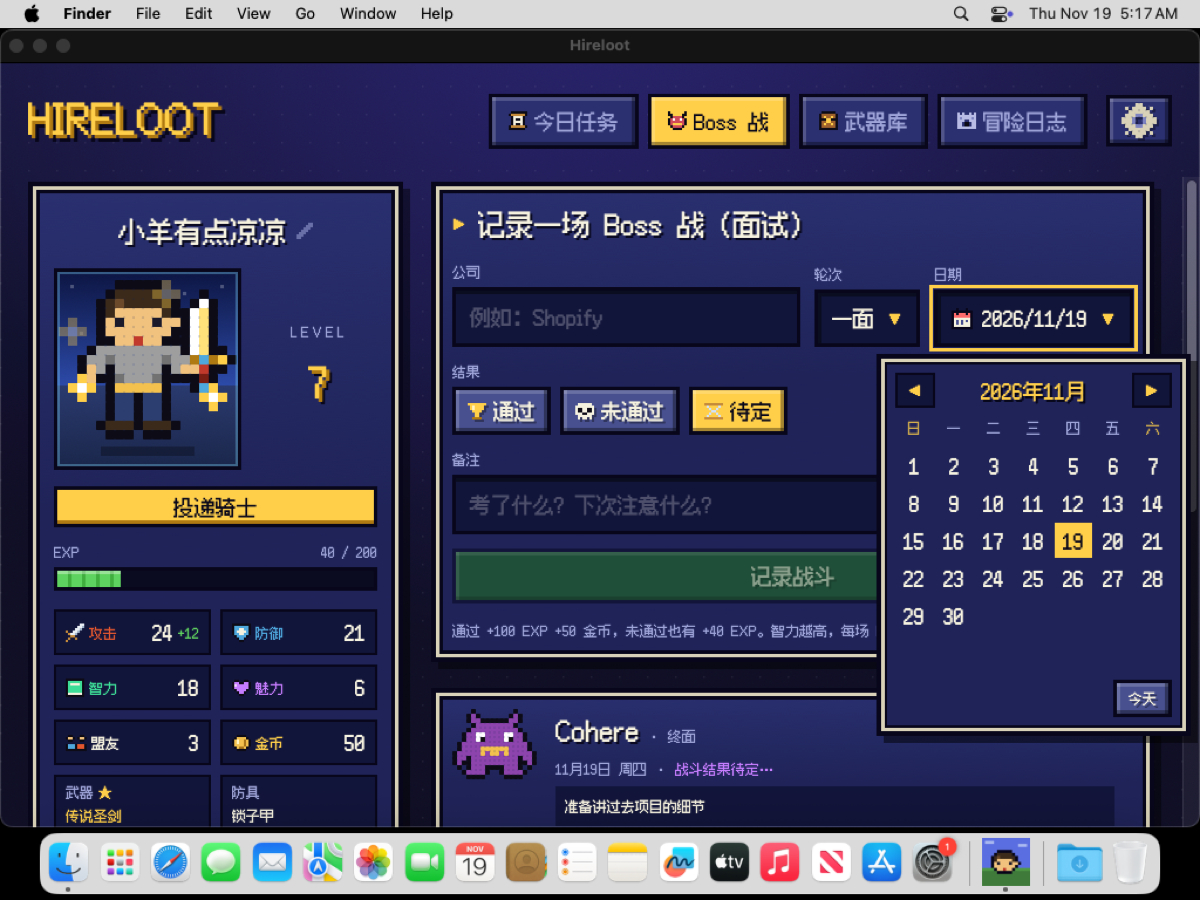 Finder File Edit View Go Window Help Thu Nov 19 5:17 AM
Hireloot
HIRELOOT
今日任务
Boss 战
武器库
冒险日志
小羊有点凉凉
LEVEL
7
投递骑士
EXP 40 / 200
攻击 24 +12
防御 21
智力 18
魅力 6
盟友 3
金币 50
武器 ★
传说圣剑
防具
锁子甲
记录一场 Boss 战（面试）
公司
例如：Shopify
轮次
一面 ▼
日期
2026/11/19 ▼
结果
通过
未通过
待定
备注
考了什么？下次注意什么？
记录战斗
通过 +100 EXP +50 金币，未通过也有 +40 EXP。智力越高，每场
◀ 2026年11月 ▶
日 一 二 三 四 五 六
1 2 3 4 5 6 7
8 9 10 11 12 13 14
15 16 17 18 19 20 21
22 23 24 25 26 27 28
29 30
今天
Cohere · 终面
11月19日 周四 · 战斗结果待定…
准备讲过去项目的细节
NOV
19
tv
1